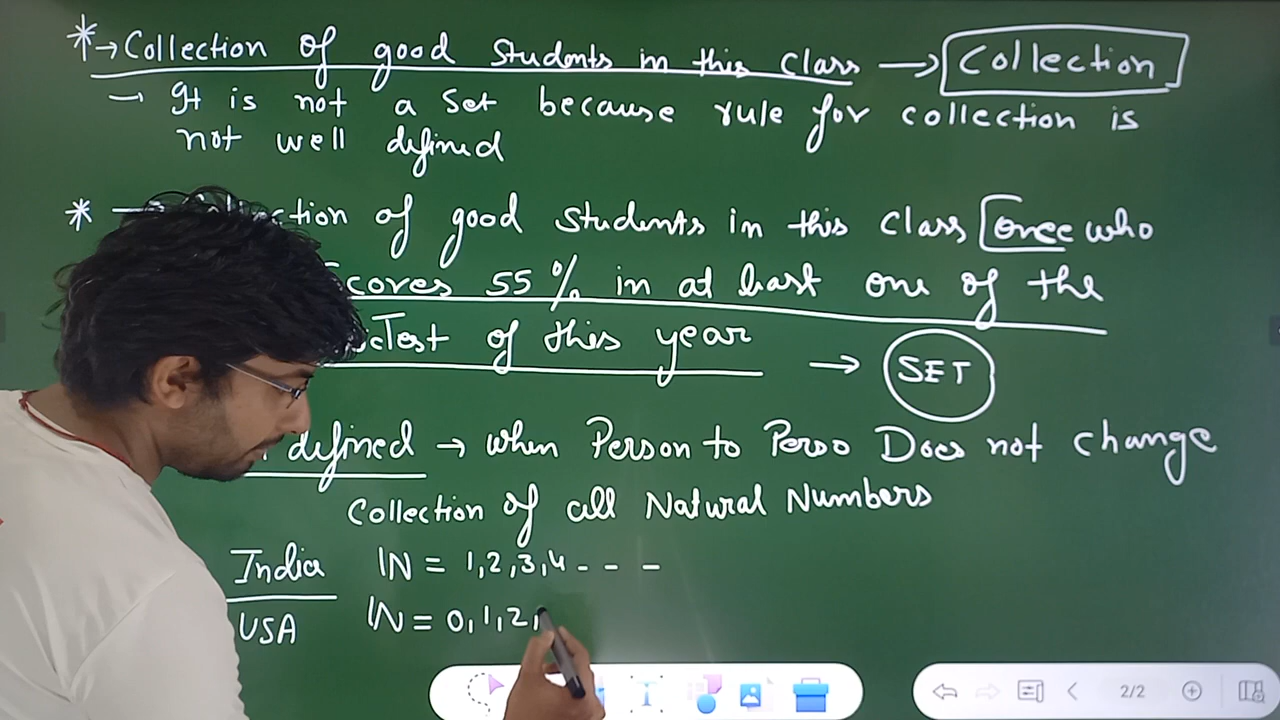 * → Collection of good Students in this class → Collection
→ It is not a Set because rule for collection is
not well defined
* → of good Students in this class [once who
Scores 55% in at least one of the
Test of this year → SET
defined → when Person to Perso Does not change
Collection of all Natural Numbers
India IN = 1,2,3,4 - - -
USA IN = 0,1,2,
2/2